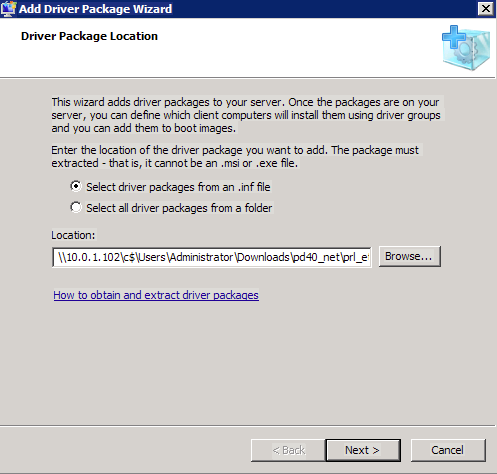 Add Driver Package Wizard
Driver Package Location
This wizard adds driver packages to your server. Once the packages are on your
server, you can define which client computers will install them using driver groups
and you can add them to boot images.
Enter the location of the driver package you want to add. The package must
extracted - that is, it cannot be an .msi or .exe file.
Select driver packages from an .inf file
Select all driver packages from a folder
Location:
\\10.0.1.102\c$\Users\Administrator\Downloads\pd40_net\prl_e
Browse...
How to obtain and extract driver packages
< Back
Next >
Cancel